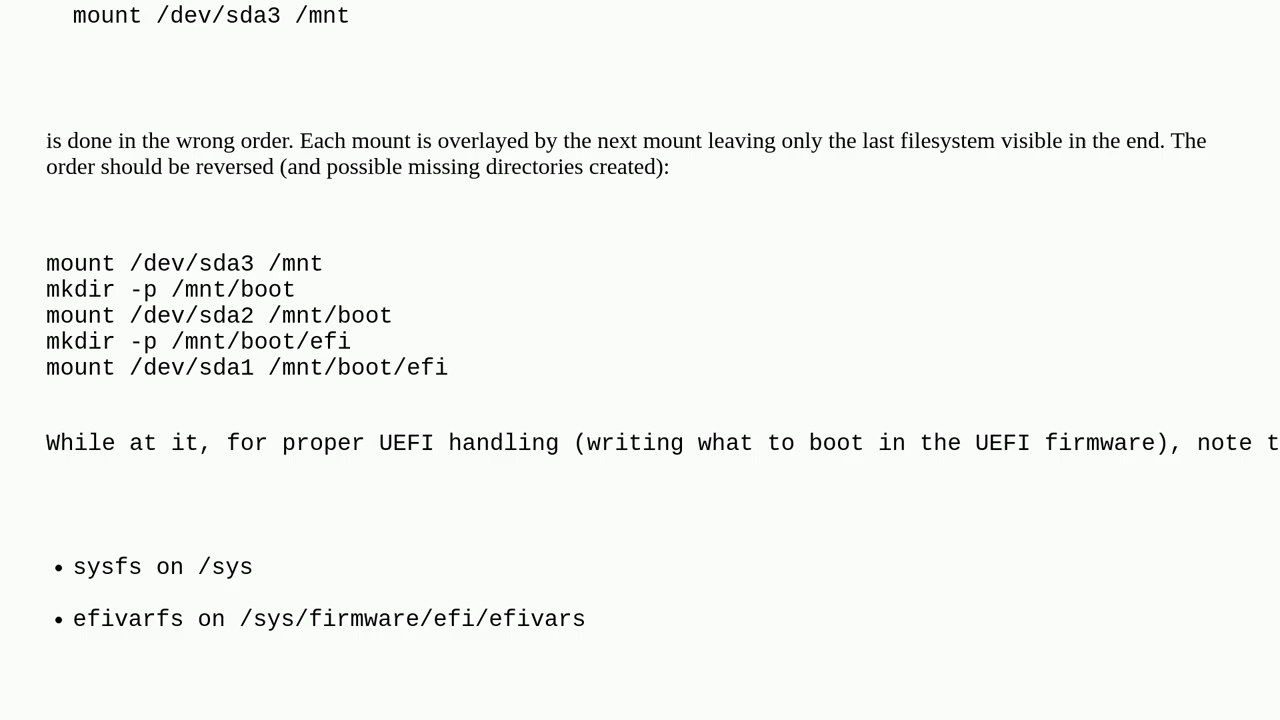 mount /dev/sda3 /mnt
is done in the wrong order. Each mount is overlayed by the next mount leaving only the last filesystem visible in the end. The
order should be reversed (and possible missing directories created):
mount /dev/sda3 /mnt
mkdir -p /mnt/boot
mount /dev/sda2 /mnt/boot
mkdir -p /mnt/boot/efi
mount /dev/sda1 /mnt/boot/efi
While at it, for proper UEFI handling (writing what to boot in the UEFI firmware), note
• sysfs on /sys
• efivarfs on /sys/firmware/efi/efivars